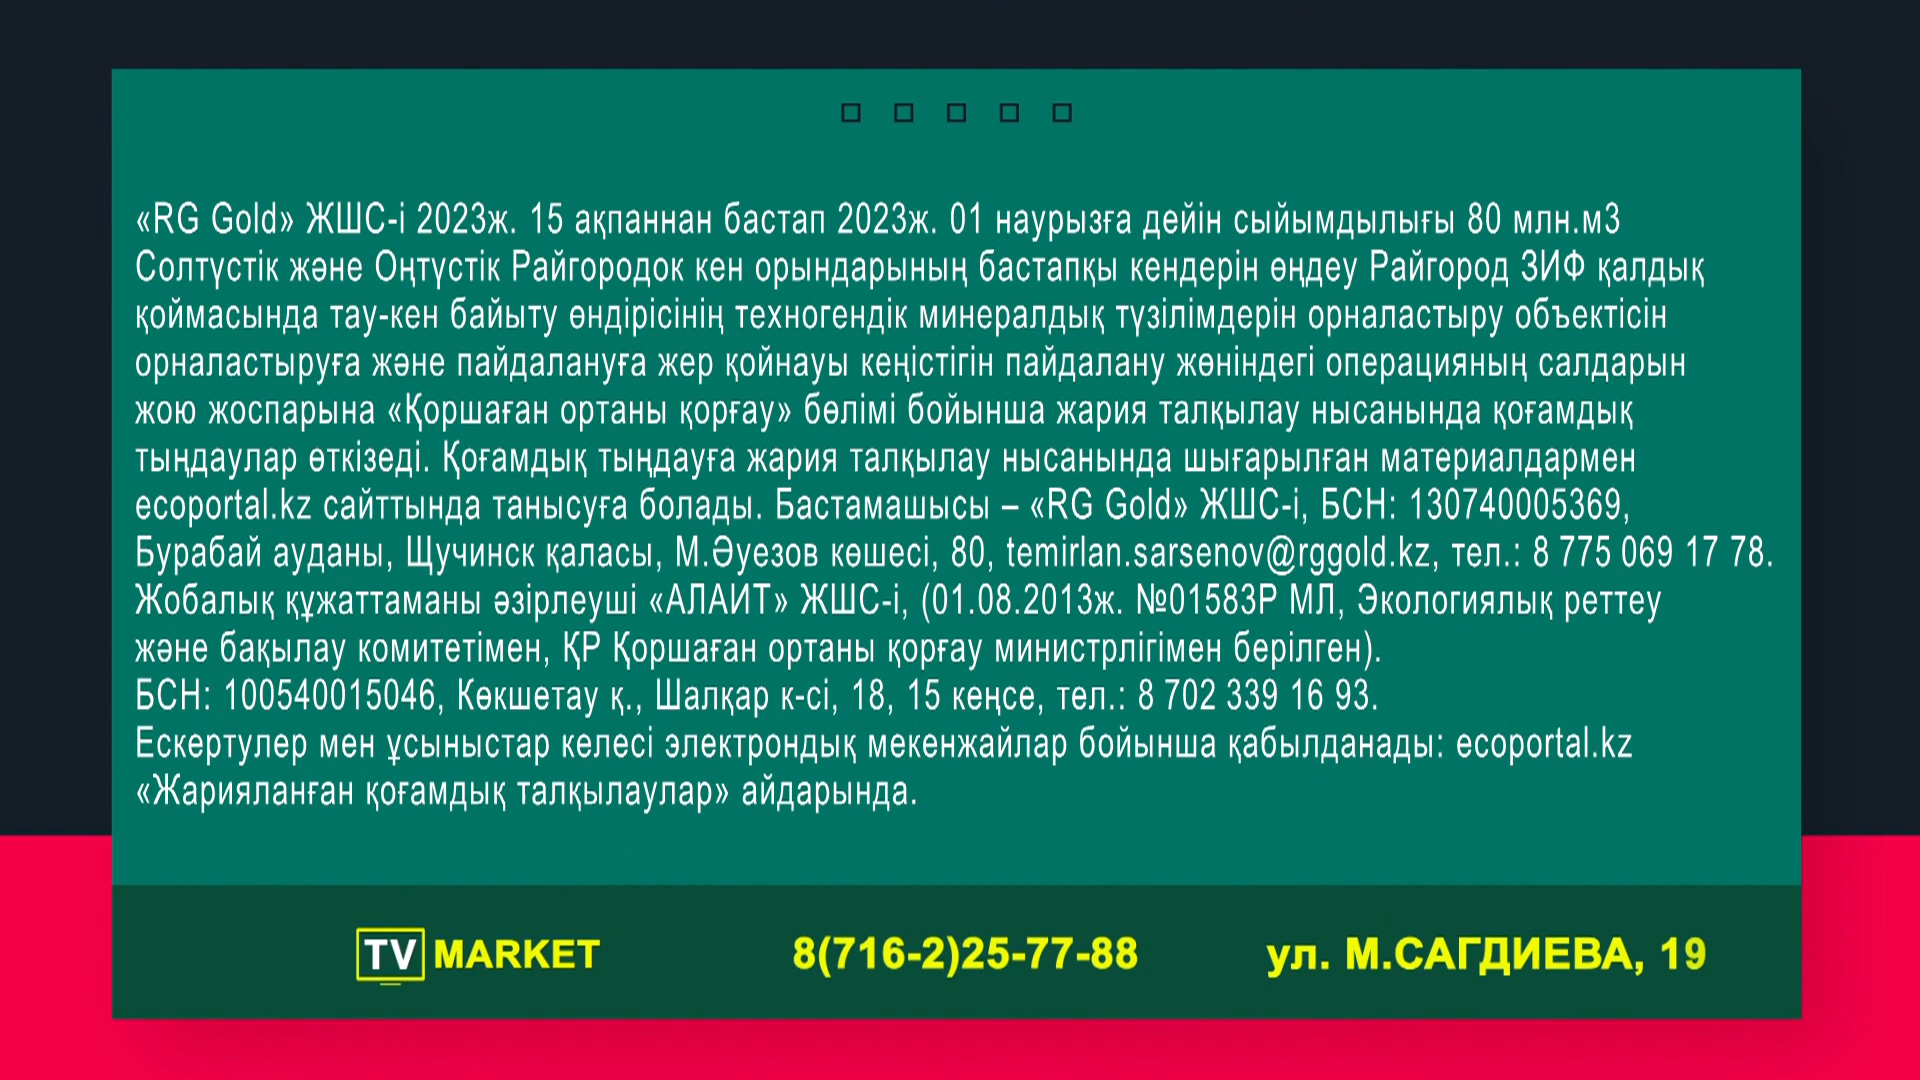 «RG Gold» ЖШС-і 2023ж. 15 ақпаннан бастап 2023ж. 01 наурызға дейін сыйымдылығы 80 млн.м3
Солтүстік және Оңтүстік Райгородок кен орындарының бастапқы кендерін өңдеу Райгород ЗИФ қалдық
қоймасында тау-кен байыту өндірісінің техногендік минералдық түзілімдерін орналастыру объектісін
орналастыруға және пайдалануға жер қойнауы кеңістігін пайдалану жөніндегі операцияның салдарын
жою жоспарына «Қоршаған ортаны қорғау» бөлімі бойынша жария талқылау нысанында қоғамдық
тыңдаулар өткізеді. Қоғамдық тыңдауға жария талқылау нысанында шығарылған материалдармен
ecoportal.kz сайттында танысуға болады. Бастамашысы – «RG Gold» ЖШС-і, БСН: 130740005369,
Бурабай ауданы, Щучинск қаласы, М.Әуезов көшесі, 80, temirlan.sarsenov@rggold.kz, тел.: 8 775 069 17 78.
Жобалық құжаттаманы әзірлеуші «АЛАИТ» ЖШС-і, (01.08.2013ж. №01583Р МЛ, Экологиялық реттеу
және бақылау комитетімен, ҚР Қоршаған ортаны қорғау министрлігімен берілген).
БСН: 100540015046, Көкшетау қ., Шалқар к-сі, 18, 15 кеңсе, тел.: 8 702 339 16 93.
Ескертулер мен ұсыныстар келесі электрондық мекенжайлар бойынша қабылданады: ecoportal.kz
«Жарияланған қоғамдық талқылаулар» айдарында.
TV MARKET 8(716-2)25-77-88 ул. М.САГДИЕВА, 19